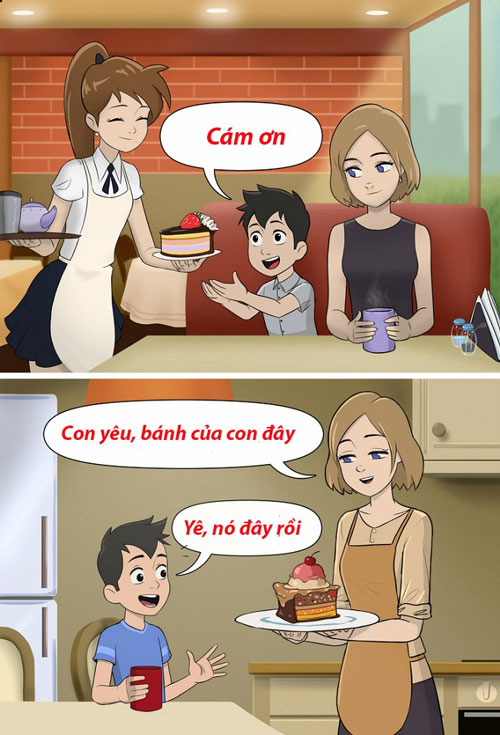 Cám ơn
Con yêu, bánh của con đây
Yê, nó đây rồi